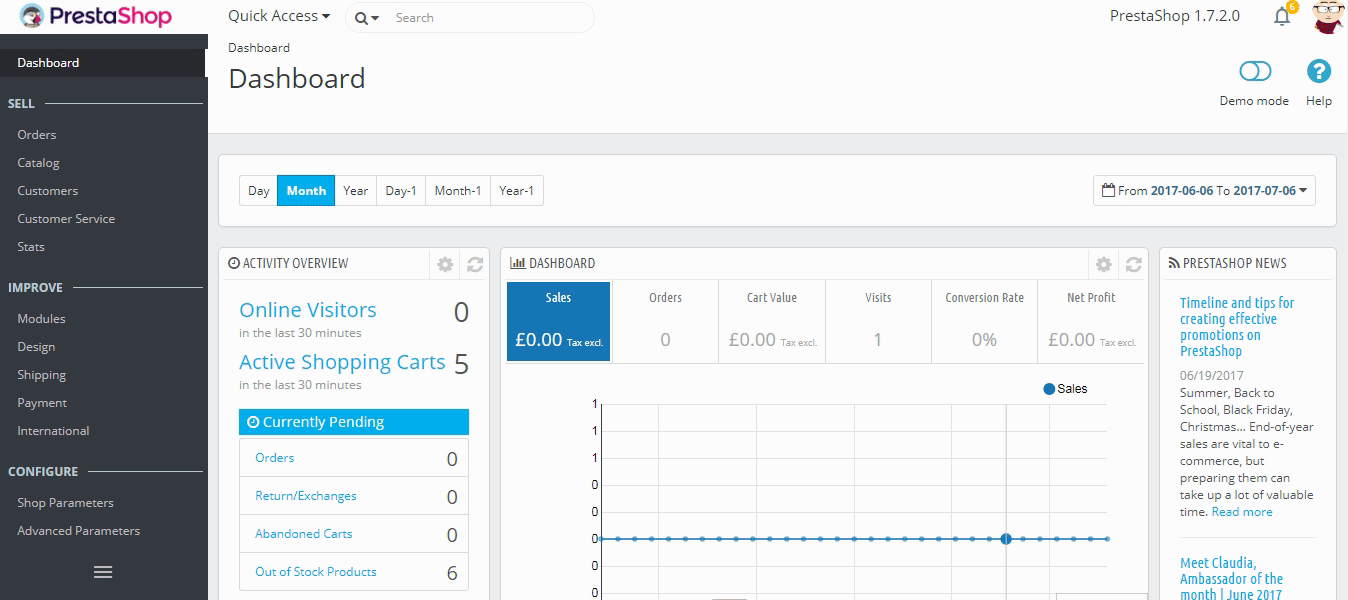 PrestaShop
Quick Access
Search
PrestaShop 1.7.2.0
6
Dashboard
Dashboard
Demo mode
Help
Dashboard
SELL
Orders
Catalog
Customers
Customer Service
Stats
IMPROVE
Modules
Design
Shipping
Payment
International
CONFIGURE
Shop Parameters
Advanced Parameters
Day Month Year Day-1 Month-1 Year-1
From 2017-06-06 To 2017-07-06
ACTIVITY OVERVIEW
Online Visitors 0
in the last 30 minutes
Active Shopping Carts 5
in the last 30 minutes
Currently Pending
Orders 0
Return/Exchanges 0
Abandoned Carts 0
Out of Stock Products 6
DASHBOARD
Sales Orders Cart Value Visits Conversion Rate Net Profit
£0.00 Tax excl. 0 £0.00 Tax excl. 1 0% £0.00 Tax excl.
Sales
1
1
1
0
0
0
0
0
PRESTASHOP NEWS
Timeline and tips for
creating effective
promotions on
PrestaShop
06/19/2017
Summer, Back to
School, Black Friday,
Christmas... End-of-year
sales are vital to e-
commerce, but
preparing them can
take up a lot of valuable
time. Read more
Meet Claudia,
Ambassador of the
month | June 2017